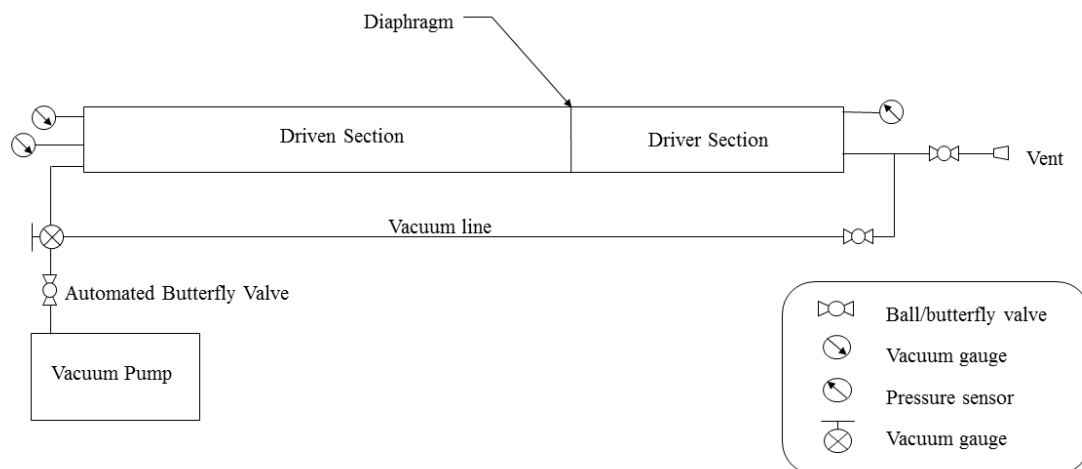 Diaphragm
Driven Section
Driver Section
Vent
Vacuum line
Automated Butterfly Valve
Vacuum Pump
Ball/butterfly valve
Vacuum gauge
Pressure sensor
Vacuum gauge